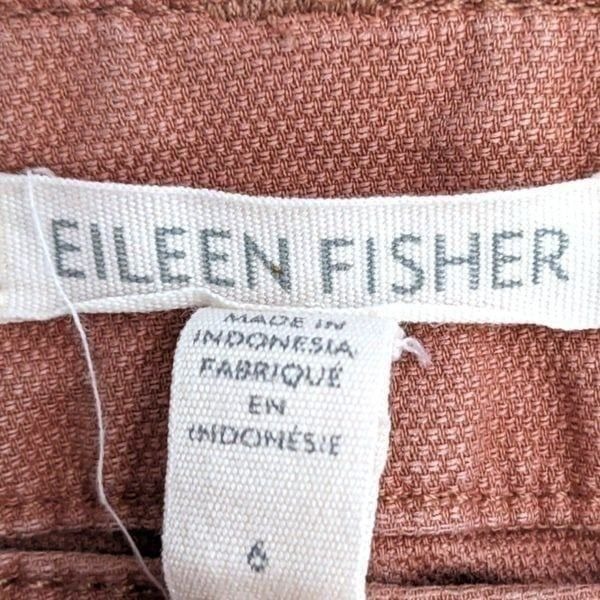 EILEEN FISHER
MADE IN
INDONESIA
FABRIQUÉ
EN
INDONÉSIE
6